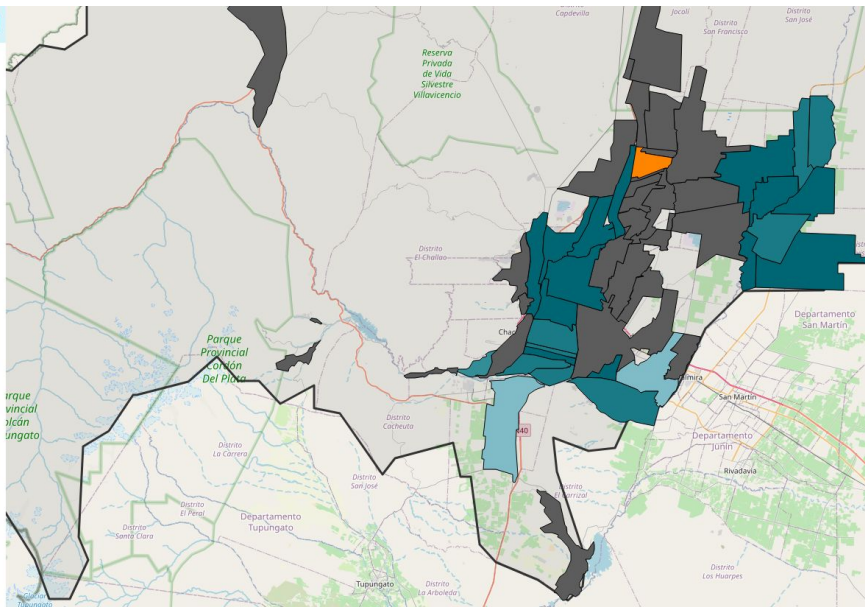 Distrito
Capdevilla
Jocolí
Distrito
San Francisco
Distrito
San José
Reserva
Privada
de Vida
Silvestre
Villavicencio
Distrito
El Challao
Parque
Provincial
Cordón
Del Plata
arque
ovincial
olcán
pungato
Distrito
La Carrera
Distrito
Cacheuta
Distrito
San José
Distrito
El Peral
Distrito
Santa Clara
Departamento
Tupungato
Tupungato
Distrito
La Arboleda
Distrito
El Carrizal
Departamento
San Martín
San Martín
Departamento
Junín
Rivadavia
Distrito
Los Huarpes